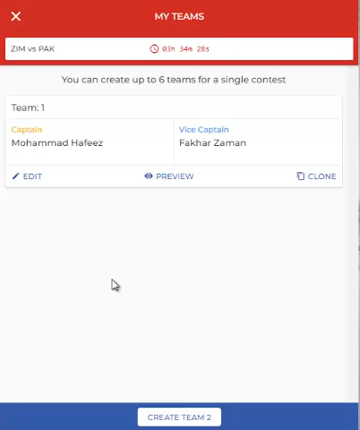 MY TEAMS
ZIM vs PAK 03h 34m 28s
You can create up to 6 teams for a single contest
Team: 1
Captain Vice Captain
Mohammad Hafeez Fakhar Zaman
EDIT PREVIEW CLONE
CREATE TEAM 2